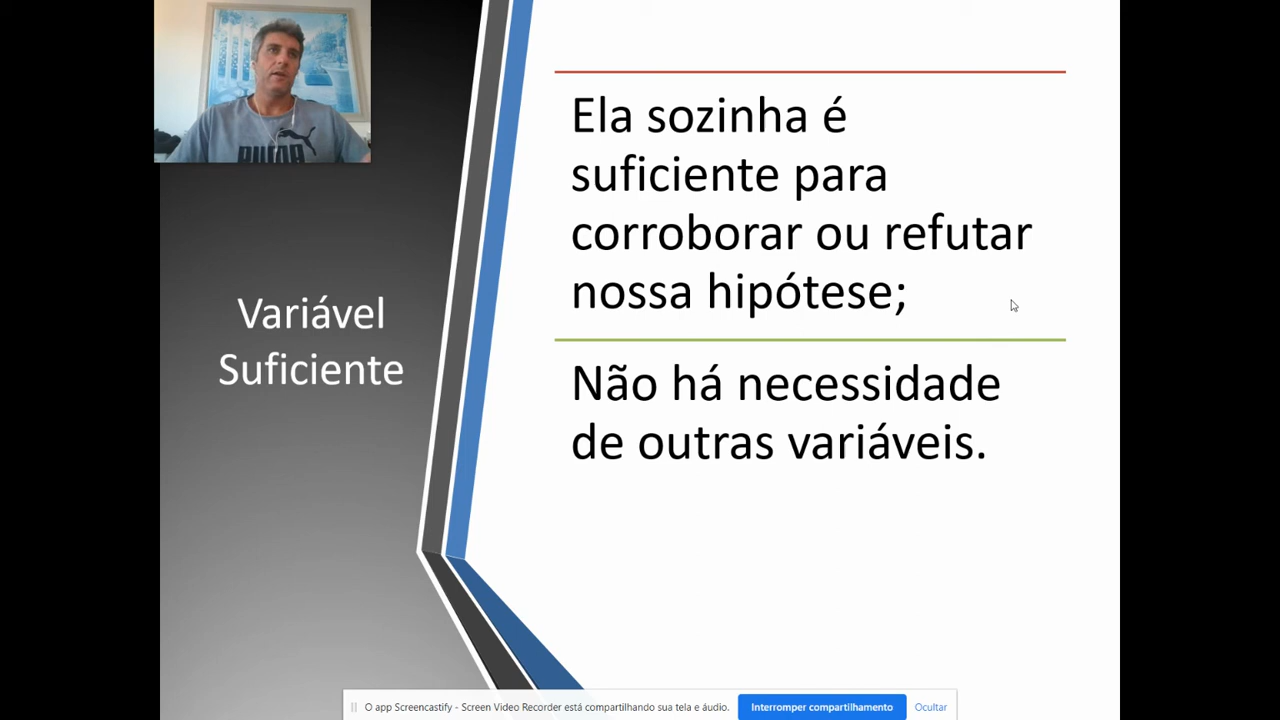 PUMA
Variável
Suficiente
Ela sozinha é
suficiente para
corroborar ou refutar
nossa hipótese;
Não há necessidade
de outras variáveis.
O app Screencastify - Screen Video Recorder está compartilhando sua tela e áudio.
Interromper compartilhamento
Ocultar